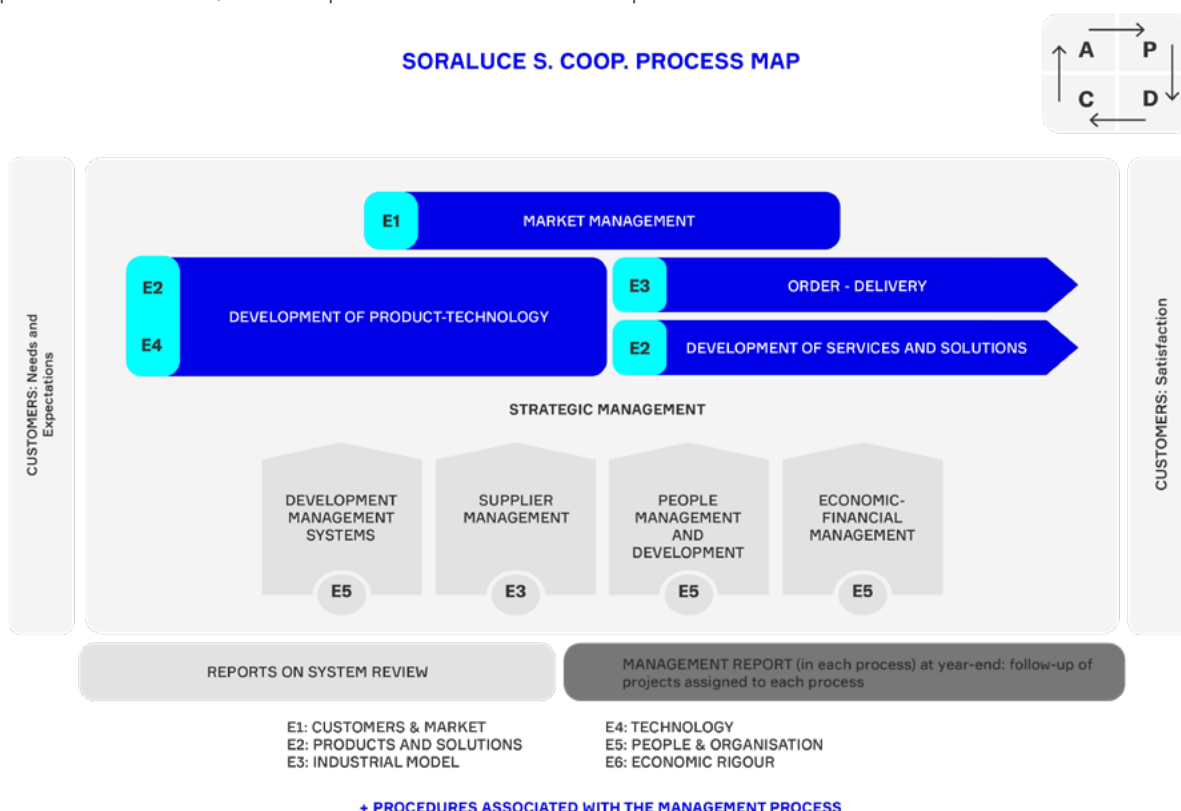 SORALUCE S. COOP. PROCESS MAP
A
P
C
D
CUSTOMERS: Needs and
Expectations
E1
MARKET MANAGEMENT
E2
E4
DEVELOPMENT OF PRODUCT-TECHNOLOGY
E3
ORDER - DELIVERY
E2
DEVELOPMENT OF SERVICES AND SOLUTIONS
CUSTOMERS: Satisfaction
STRATEGIC MANAGEMENT
DEVELOPMENT
MANAGEMENT
SYSTEMS
E5
SUPPLIER
MANAGEMENT
E3
PEOPLE
MANAGEMENT
AND
DEVELOPMENT
E5
ECONOMIC-
FINANCIAL
MANAGEMENT
E5
REPORTS ON SYSTEM REVIEW
MANAGEMENT REPORT (in each process) at year-end: follow-up of
projects assigned to each process
E1: CUSTOMERS & MARKET
E2: PRODUCTS AND SOLUTIONS
E3: INDUSTRIAL MODEL
E4: TECHNOLOGY
E5: PEOPLE & ORGANISATION
E6: ECONOMIC RIGOUR
+ PROCEDURES ASSOCIATED WITH THE MANAGEMENT PROCESS